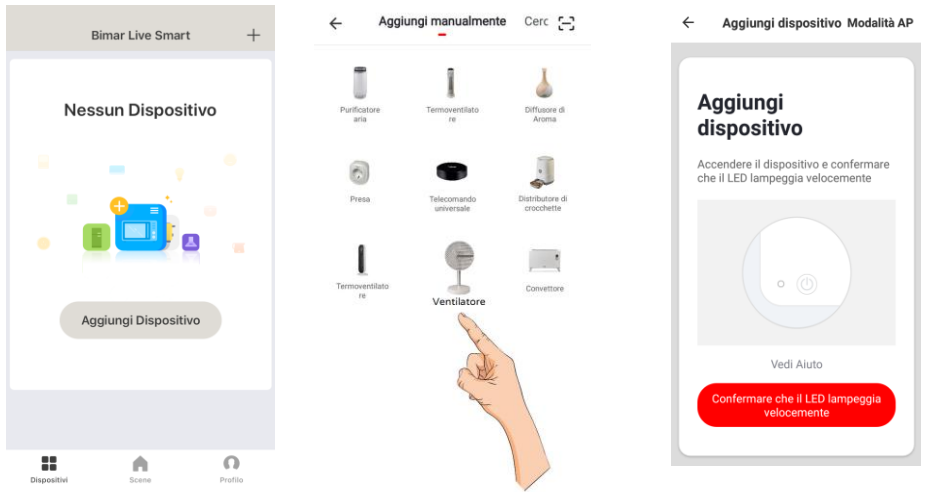 Bimar Live Smart
Nessun Dispositivo
Aggiungi Dispositivo
Dispositivi
Scene
Profilo
Aggiungi manualmente
Cerc
Purificatore
aria
Termoventilato
re
Diffusore di
Aroma
Presa
Telecomando
universale
Distributore di
crocchette
Termoventilato
re
Ventilatore
Convettore
Aggiungi dispositivo Modalità AP
Aggiungi
dispositivo
Accendere il dispositivo e confermare
che il LED lampeggia velocemente
Vedi Aiuto
Confermare che il LED lampeggia
velocemente